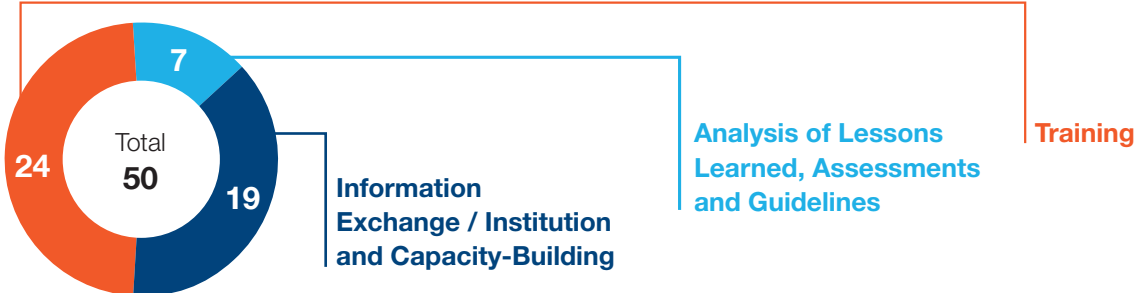 7
Total
50
24
19
Information
Exchange / Institution
and Capacity-Building
Analysis of Lessons
Learned, Assessments
and Guidelines
Training